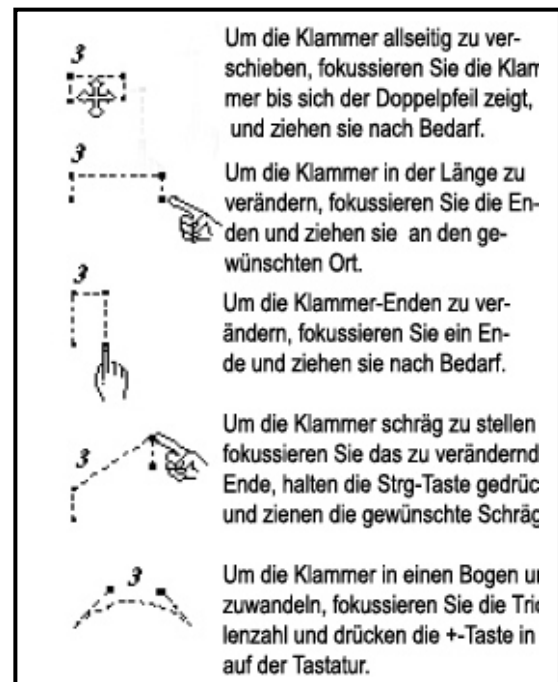 3
Um die Klammer allseitig zu ver-
schieben, fokussieren Sie die Klam
mer bis sich der Doppelpfeil zeigt,
und ziehen sie nach Bedarf.
3
Um die Klammer in der Länge zu
verändern, fokussieren Sie die En-
den und ziehen sie an den ge-
wünschten Ort.
3
Um die Klammer-Enden zu ver-
ändern, fokussieren Sie ein En-
de und ziehen sie nach Bedarf.
3
Um die Klammer schräg zu stellen
fokussieren Sie das zu verändernd
Ende, halten die Strg-Taste gedrüc
und zienen die gewünschte Schräg
3
Um die Klammer in einen Bogen u
zuwandeln, fokussieren Sie die Trio
lenzahl und drücken die +-Taste in
auf der Tastatur.